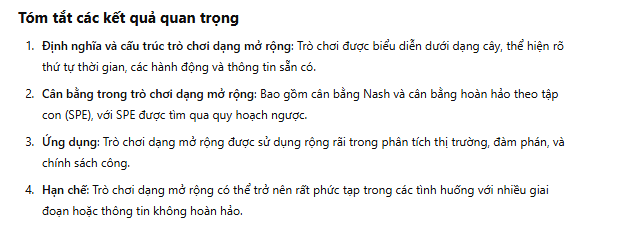 Tóm tắt các kết quả quan trọng
1. Định nghĩa và cấu trúc trò chơi dạng mở rộng: Trò chơi được biểu diễn dưới dạng cây, thể hiện rõ
thứ tự thời gian, các hành động và thông tin sẵn có.
2. Cân bằng trong trò chơi dạng mở rộng: Bao gồm cân bằng Nash và cân bằng hoàn hảo theo tập
con (SPE), với SPE được tìm qua quy hoạch ngược.
3. Ứng dụng: Trò chơi dạng mở rộng được sử dụng rộng rãi trong phân tích thị trường, đàm phán, và
chính sách công.
4. Hạn chế: Trò chơi dạng mở rộng có thể trở nên rất phức tạp trong các tình huống với nhiều giai
đoạn hoặc thông tin không hoàn hảo.